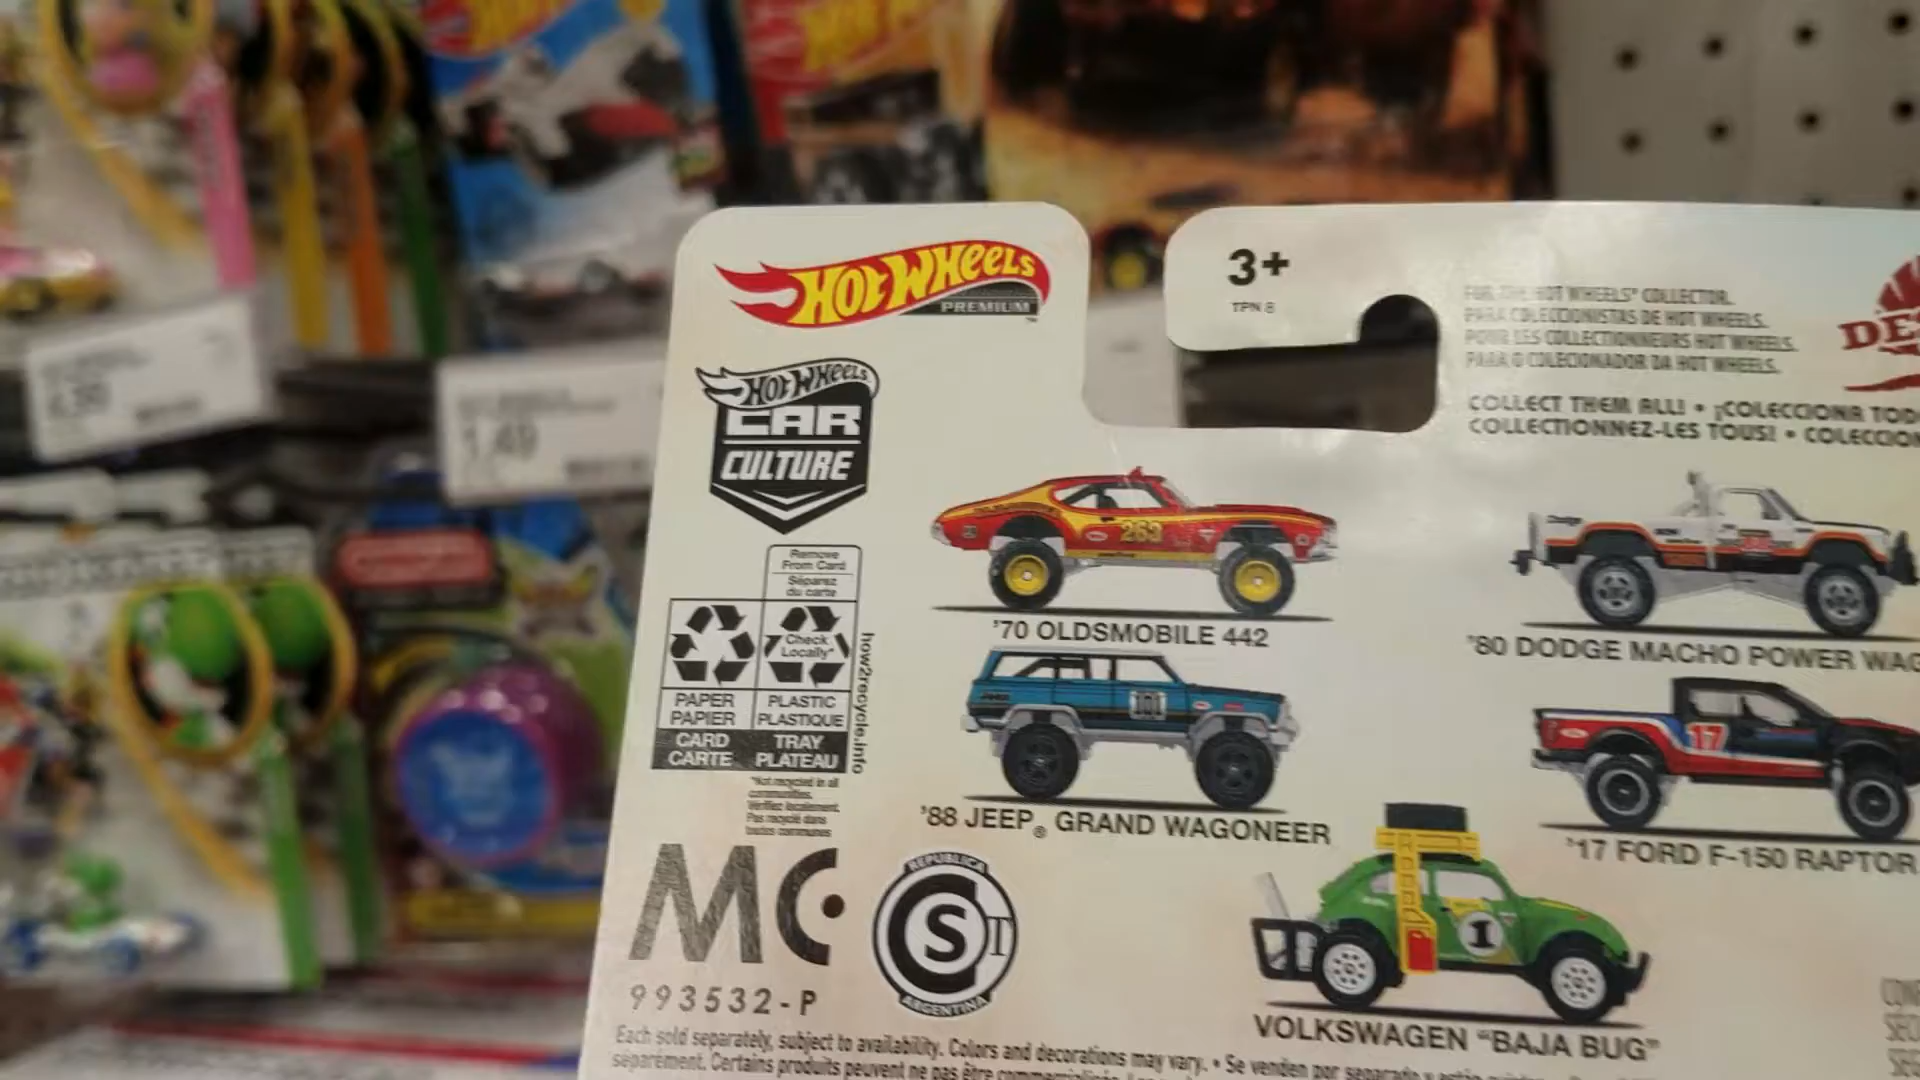 HOT WHEELS
PREMIUM
HOT WHEELS
CAR
CULTURE
3+
TPN 8
FOR THE HOT WHEELS® COLLECTOR.
PARA COLECCIONISTAS DE HOT WHEELS.
POUR LES COLLECTIONNEURS HOT WHEELS.
PARA O COLECIONADOR DA HOT WHEELS.
COLLECT THEM ALL! • ¡COLECCIONA
COLLECTIONNEZ-LES TOUS! •
263
'70 OLDSMOBILE 442
'80 DODGE MACHO POWER
101
'88 JEEP® GRAND WAGONEER
17
'17 FORD F-150 RAPTOR
1
VOLKSWAGEN "BAJA BUG"
Remove
From Card
Séparez
du carte
Check
Locally*
PAPER
PAPIER
PLASTIC
PLASTIQUE
CARD
CARTE
TRAY
PLATEAU
how2recycle.info
*Not recycled in all
communities.
Vérifiez localement.
Pas recyclé dans
toutes communes
MC
993532-P
REPUBLICA
CST
ARGENTINA
Each sold separately, subject to availability. Colors and decorations may vary. • Se venden por separado y
séparément. Certains produits peuvent ne pas être
1,49